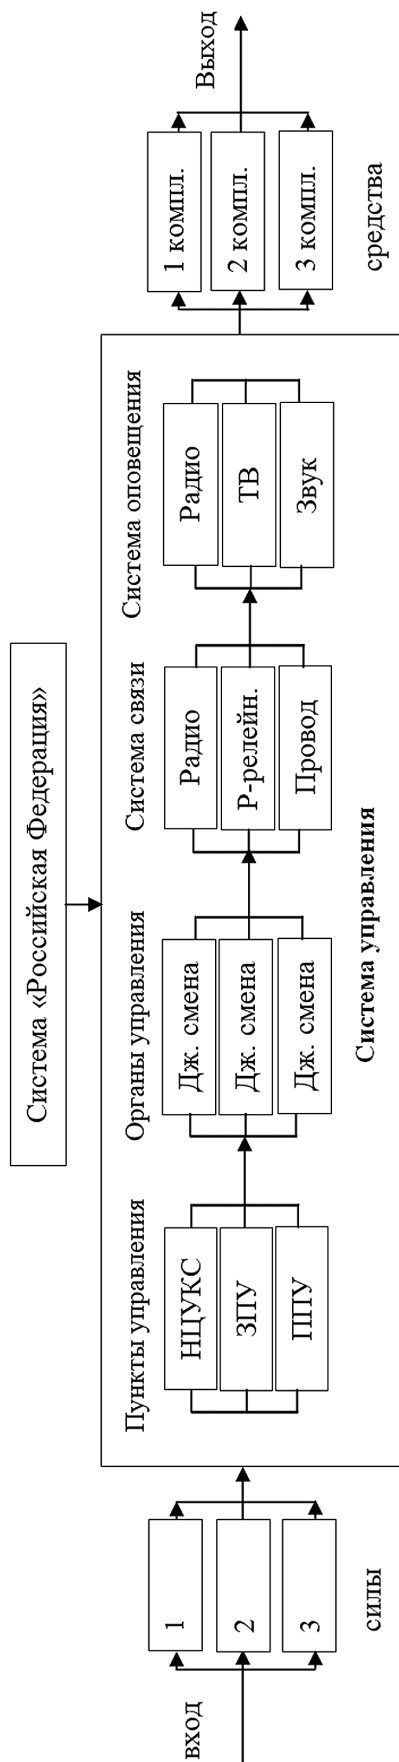 Система «Российская Федерация»
вход
1
2
3
силы
Пункты управления
НЦУКС
ЗПУ
ППУ
Органы управления
Дж. смена
Дж. смена
Дж. смена
Система связи
Радио
Р-релейн.
Провод
Система оповещения
Радио
ТВ
Звук
Система управления
1 компл.
2 компл.
3 компл.
средства
Выход